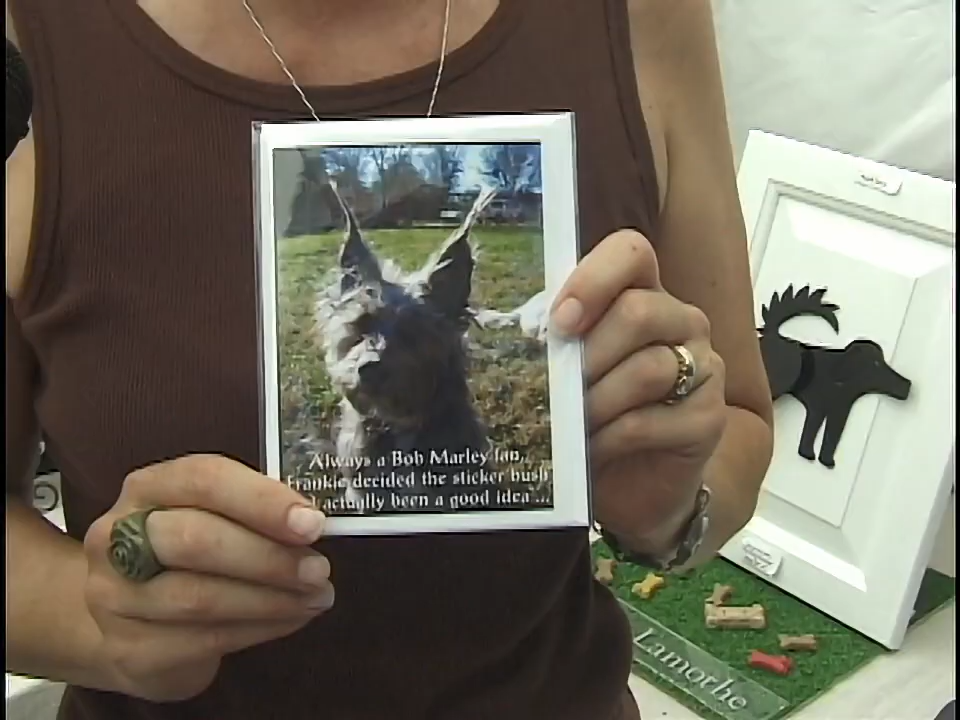 Always a Bob Marley fan,
Frankie decided the sticker bush
actually been a good idea ...
Lamorhe